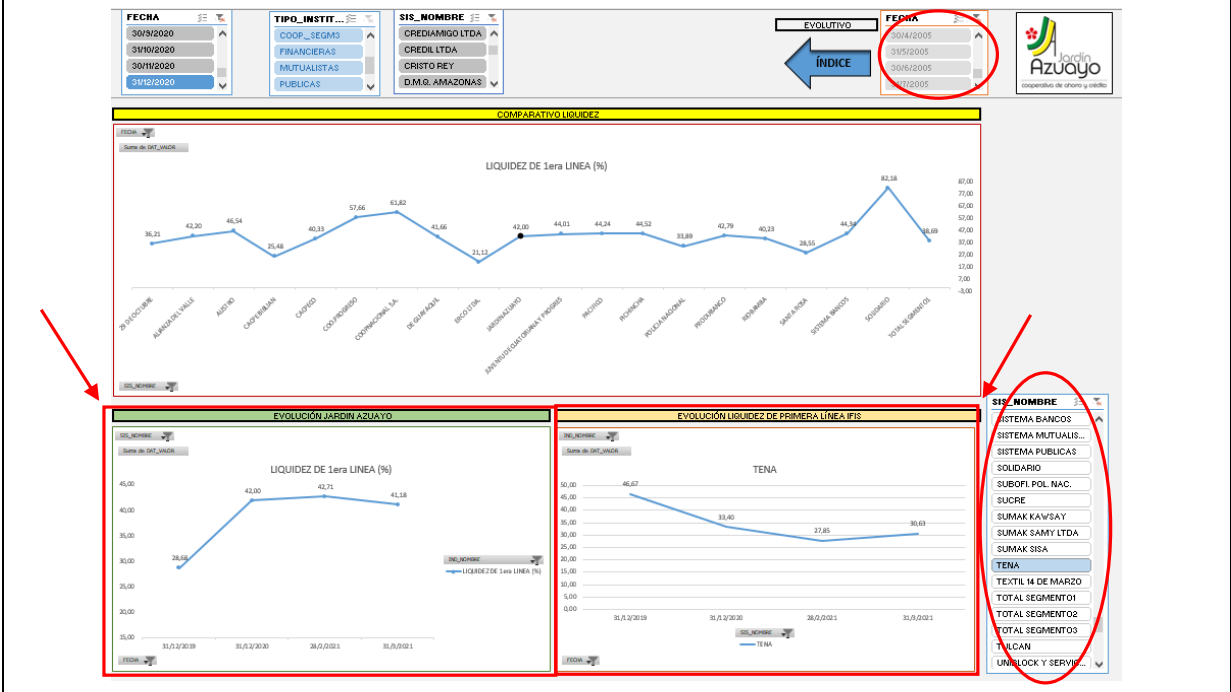 FECHA
30/9/2020
31/10/2020
30/11/2020
31/12/2020
TIPO_INSTIT...
COOP_SEGM3
FINANCIERAS
MUTUALISTAS
PUBLICAS
SIS_NOMBRE
CREDIAMIGO LTDA
CREDIL LTDA
CRISTO REY
D.M.Q. AMAZONAS
EVOLUTIVO
ÍNDICE
FECHA
30/4/2005
31/5/2005
30/6/2005
31/7/2005
Jardín
Azuayo
cooperativa de ahorro y crédito
COMPARATIVO LIQUIDEZ
FECHA
Suma de DAT_VALOR
LIQUIDEZ DE 1era LINEA (%)
36,21
42,20
46,54
25,48
40,33
57,66
61,82
41,66
21,12
42,00
44,01
44,24
44,52
33,89
42,79
40,23
28,55
44,34
82,18
38,69
87,00
77,00
67,00
57,00
47,00
37,00
27,00
17,00
7,00
-3,00
29 DE OCTUBRE
ALIANZA DEL VALLE
AUSTRO
CACPE BIBLIAN
CACPECO
COOPROGRESO
COOPNACIONAL S.A.
DE GUAYAQUIL
ERCO LTDA.
JARDIN AZUAYO
JUVENTUD ECUATORIANA Y PROGRES
PACIFICO
PICHINCHA
POLICIA NACIONAL
PRODUBANCO
RIOBAMBA
SANTA ROSA
SISTEMA BANCOS
SOLIDARIO
TOTAL SEGMENTO1
SIS_NOMBRE
EVOLUCIÓN JARDIN AZUAYO
SIS_NOMBRE
Suma de DAT_VALOR
LIQUIDEZ DE 1era LINEA (%)
45,00
40,00
35,00
30,00
25,00
20,00
15,00
28,68
42,00
42,71
41,18
31/12/2019
31/12/2020
28/2/2021
31/3/2021
IND_NOMBRE
LIQUIDEZ DE 1era LINEA (%)
FECHA
EVOLUCIÓN LIQUIDEZ DE PRIMERA LÍNEA IFIS
IND_NOMBRE
Suma de DAT_VALOR
TENA
50,00
45,00
40,00
35,00
30,00
25,00
20,00
15,00
10,00
5,00
0,00
46,67
33,40
27,85
30,63
31/12/2019
31/12/2020
28/2/2021
31/3/2021
SIS_NOMBRE
TENA
FECHA
SIS_NOMBRE
SISTEMA BANCOS
SISTEMA MUTUALIS...
SISTEMA PUBLICAS
SOLIDARIO
SUBOFI. POL. NAC.
SUCRE
SUMAK KAWSAY
SUMAK SAMY LTDA
SUMAK SISA
TENA
TEXTIL 14 DE MARZO
TOTAL SEGMENTO1
TOTAL SEGMENTO2
TOTAL SEGMENTO3
TULCAN
UNIBLOCK Y SERVIC...